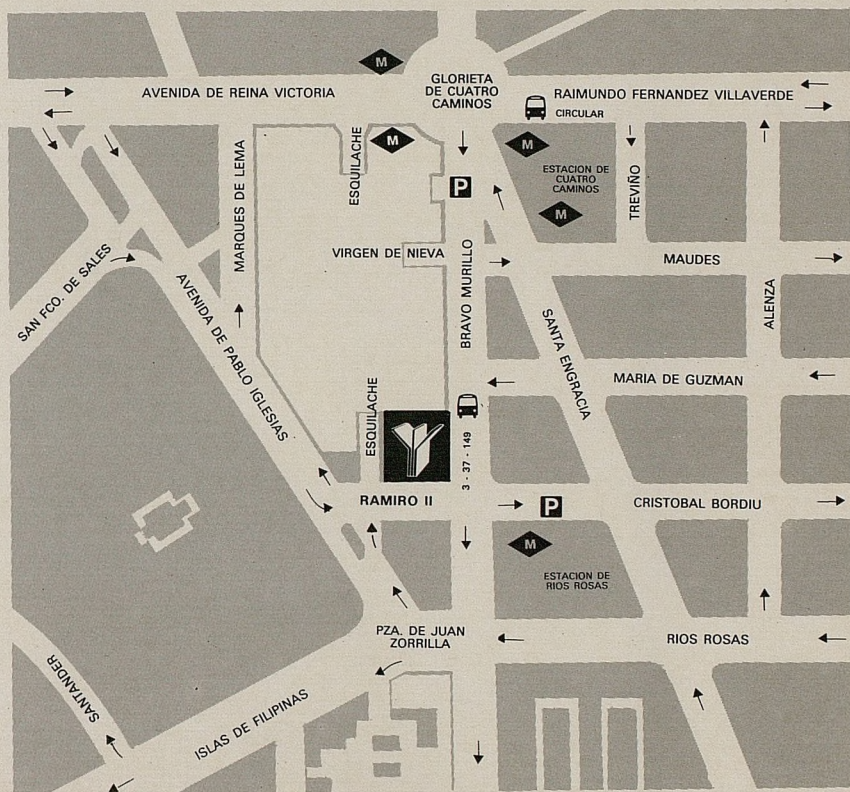 M
AVENIDA DE REINA VICTORIA
GLORIETA
DE CUATRO
CAMINOS
RAIMUNDO FERNANDEZ VILLAVERDE
CIRCULAR
MARQUES DE LEMA
ESQUILACHE
M
M
P
ESTACION DE
CUATRO
CAMINOS
M
TREVIÑO
VIRGEN DE NIEVA
BRAVO MURILLO
MAUDES
ALENZA
SAN FCO. DE SALES
AVENIDA DE PABLO IGLESIAS
SANTA ENGRACIA
MARIA DE GUZMAN
ESQUILACHE
3 - 37 - 149
RAMIRO II
P
CRISTOBAL BORDIU
M
ESTACION DE
RIOS ROSAS
PZA. DE JUAN
ZORRILLA
RIOS ROSAS
SANTANDER
ISLAS DE FILIPINAS